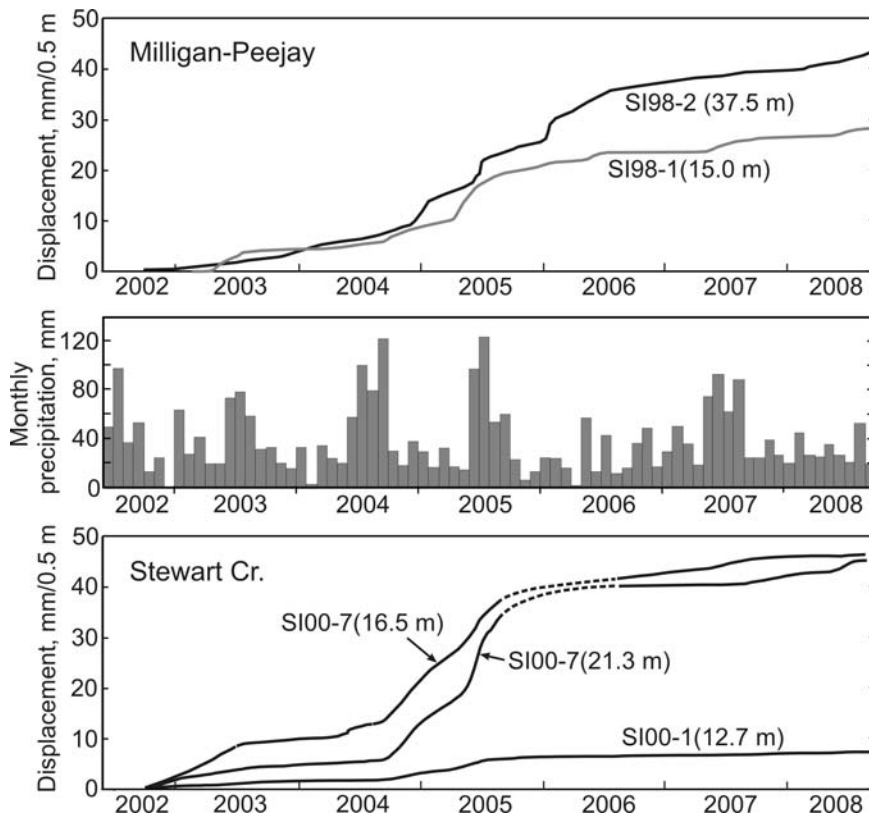 Displacement, mm/0.5 m
50
40
30
20
10
0
Milligan-Peejay
SI98-2 (37.5 m)
SI98-1(15.0 m)
2002 2003 2004 2005 2006 2007 2008
Monthly
precipitation, mm
120
80
40
0
2002 2003 2004 2005 2006 2007 2008
Displacement, mm/0.5 m
50
40
30
20
10
0
Stewart Cr.
SI00-7(16.5 m)
SI00-7(21.3 m)
SI00-1(12.7 m)
2002 2003 2004 2005 2006 2007 2008